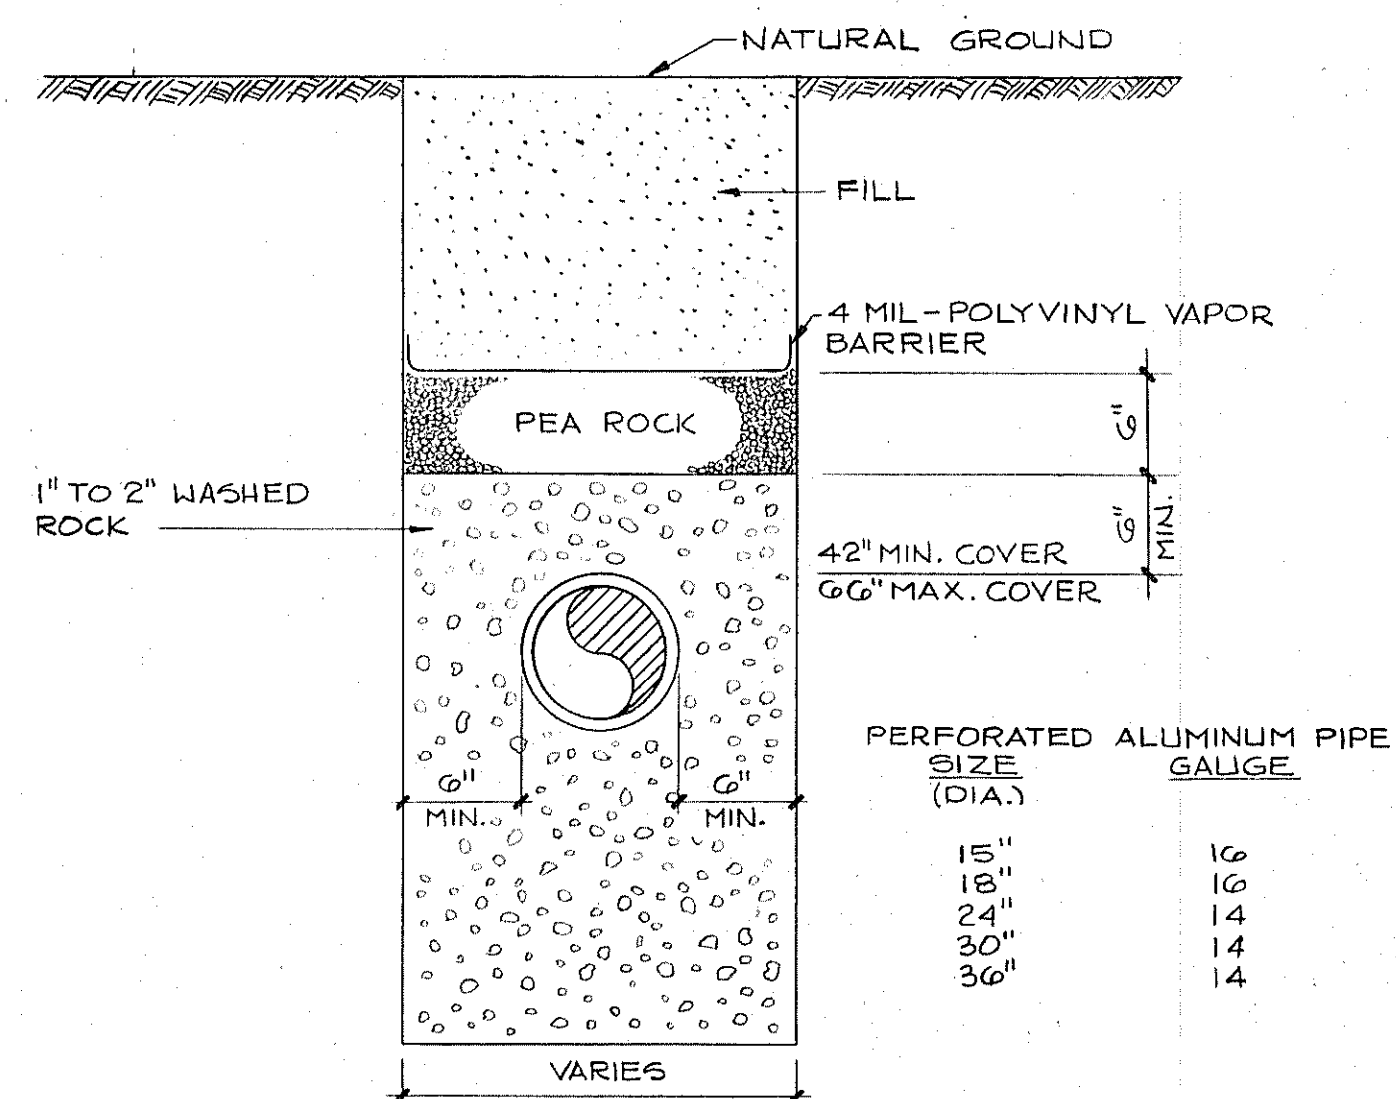 NATURAL GROUND
FILL
4 MIL-POLYVINYL VAPOR
BARRIER
PEA ROCK
6"
1" TO 2" WASHED
ROCK
6"
MIN.
42" MIN. COVER
66" MAX. COVER
PERFORATED ALUMINUM PIPE
SIZE GAUGE
(DIA.)
6" 6"
MIN. MIN.
15" 16
18" 16
24" 14
30" 14
36" 14
VARIES